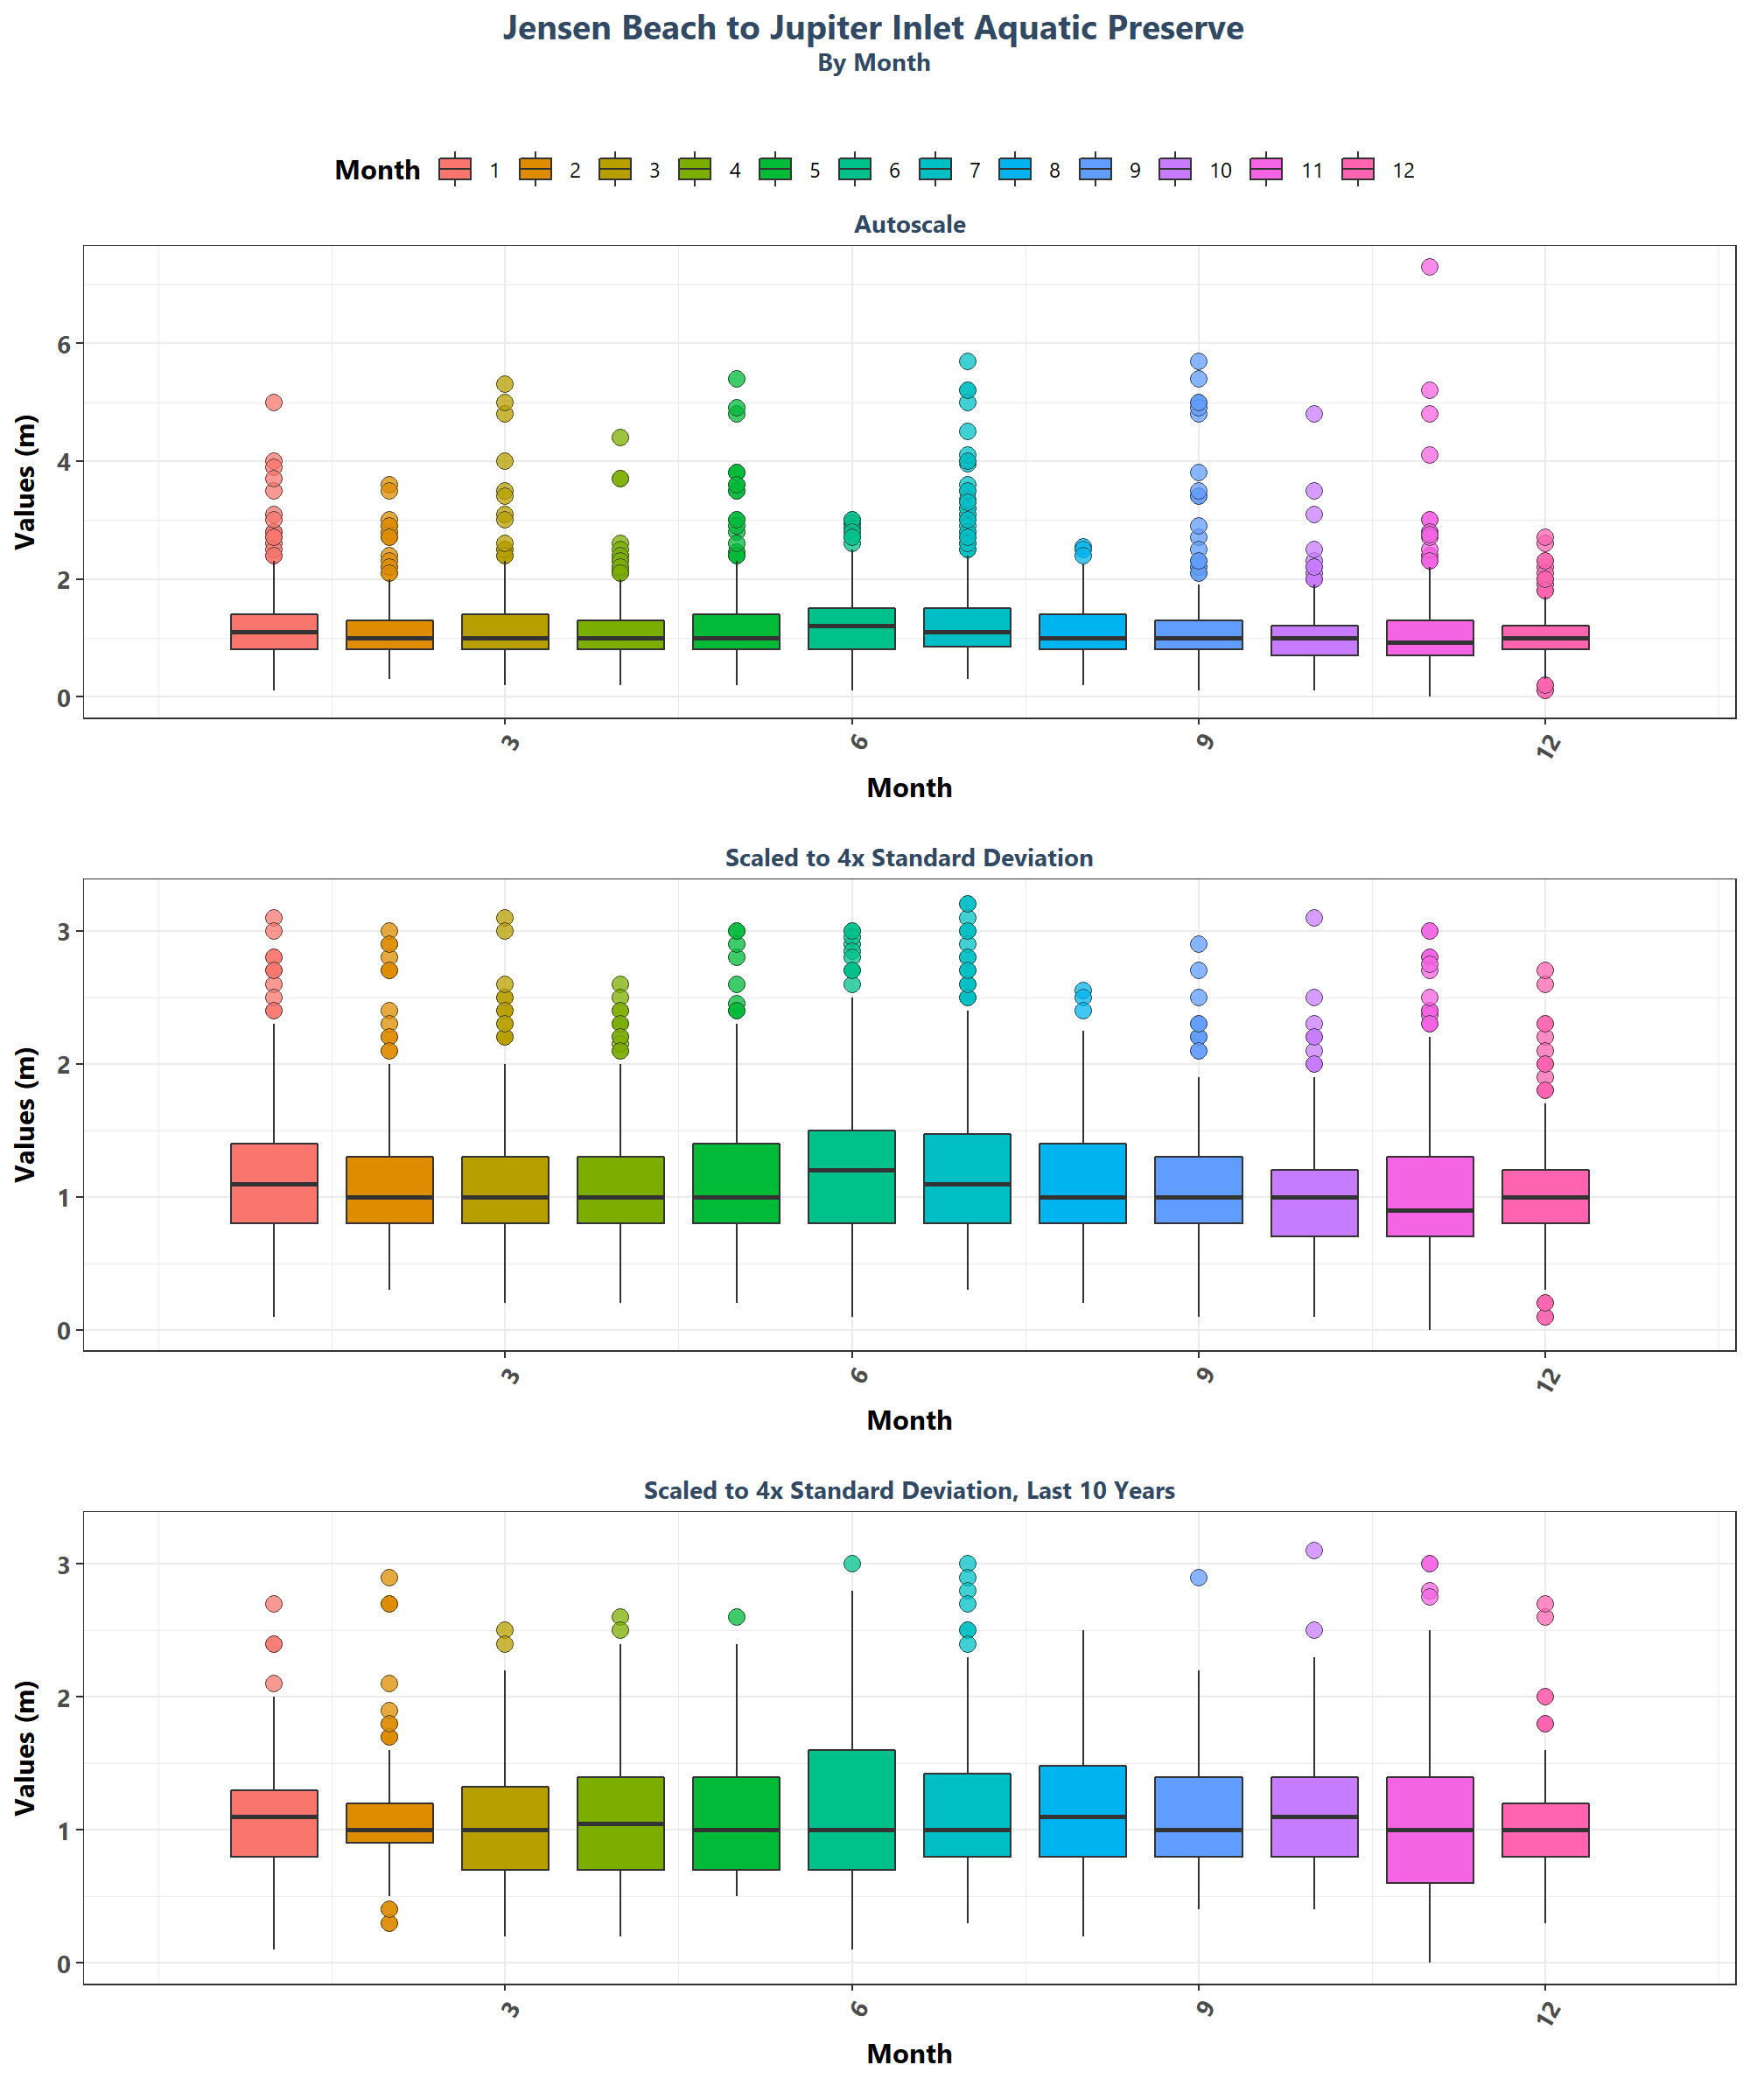 Jensen Beach to Jupiter Inlet Aquatic Preserve
By Month
Month 1 2 3 4 5 6 7 8 9 10 11 12
Autoscale
Values (m)
6
4
2
0
3 6 9 12
Month
Scaled to 4x Standard Deviation
Values (m)
3
2
1
0
3 6 9 12
Month
Scaled to 4x Standard Deviation, Last 10 Years
Values (m)
3
2
1
0
3 6 9 12
Month